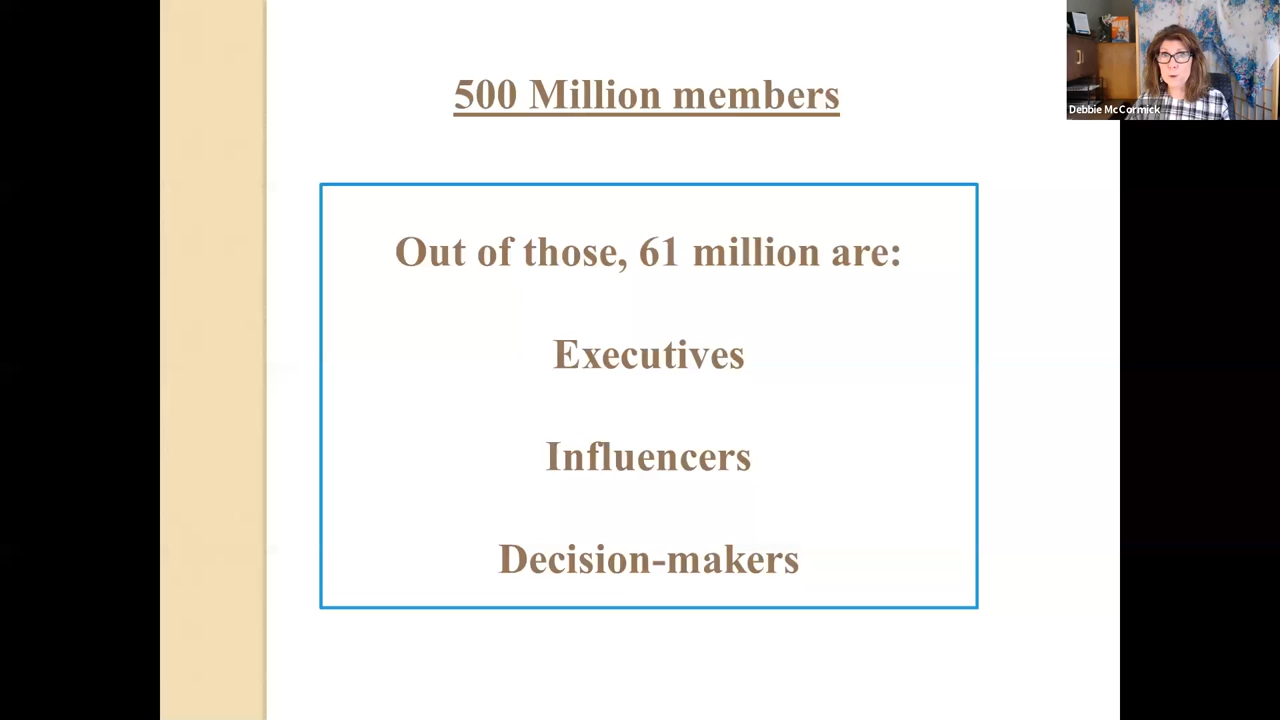 500 Million members
Out of those, 61 million are:
Executives
Influencers
Decision-makers
Debbie McCormick